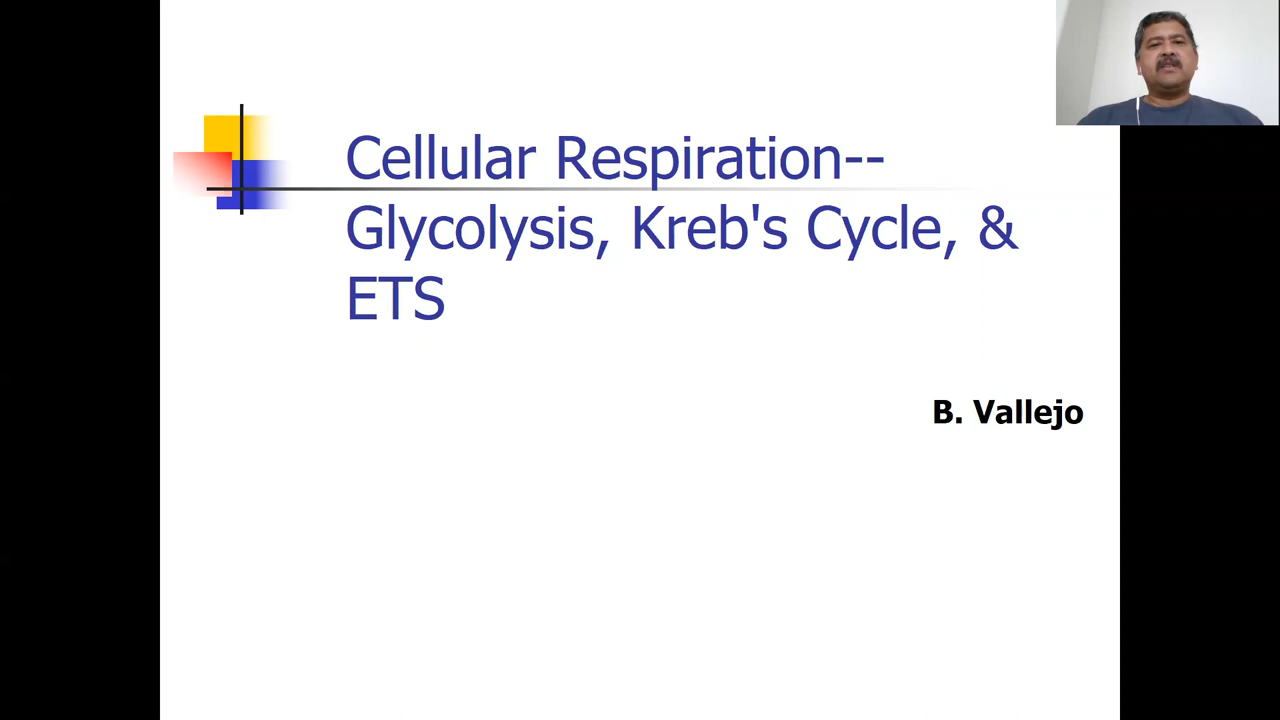 Cellular Respiration--
Glycolysis, Kreb's Cycle, &
ETS
B. Vallejo